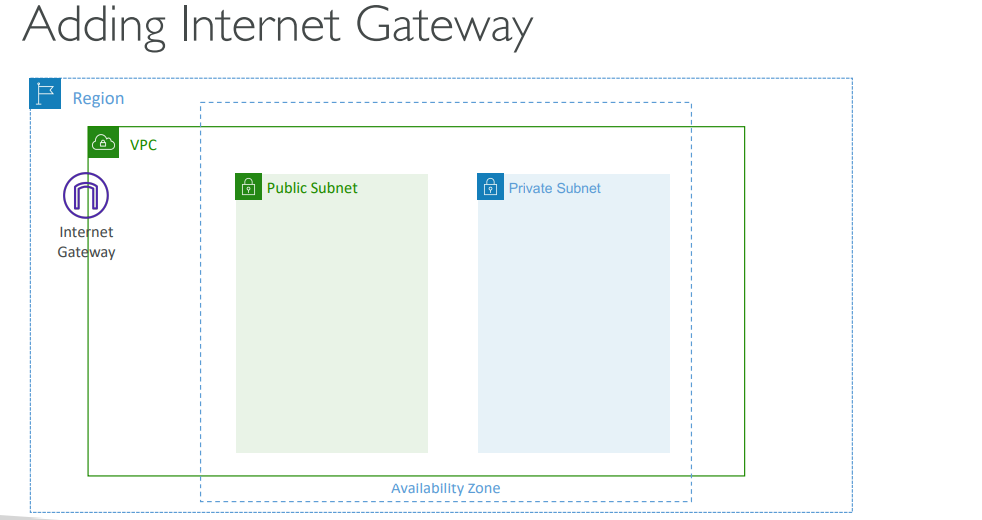 Adding Internet Gateway
Region
VPC
Public Subnet
Private Subnet
Internet
Gateway
Availability Zone